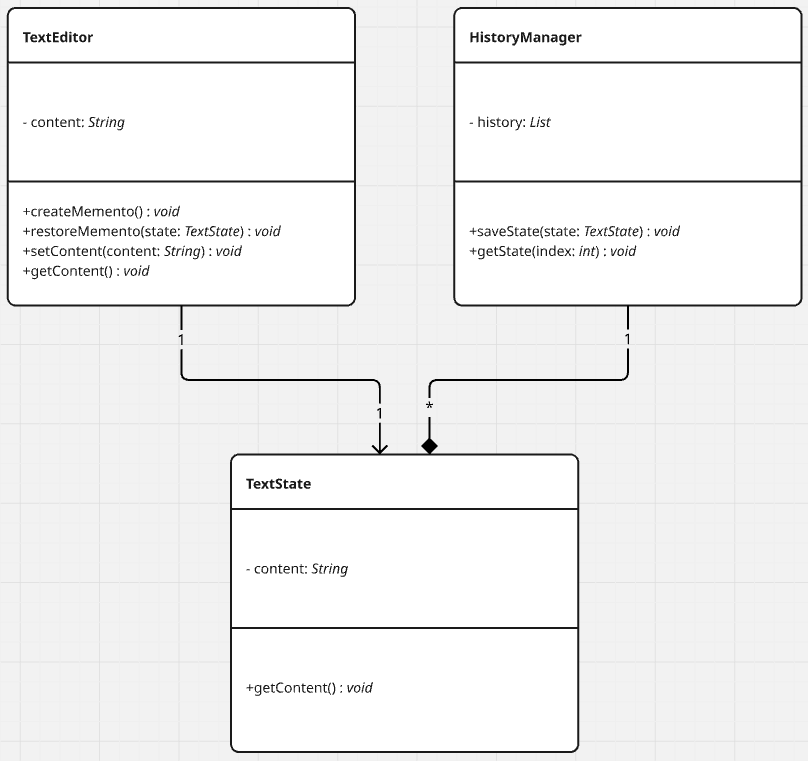 TextEditor
- content: String
+createMemento() : void
+restoreMemento(state: TextState) : void
+setContent(content: String) : void
+getContent() : void
HistoryManager
- history: List
+saveState(state: TextState) : void
+getState(index: int) : void
1
1
1
*
TextState
- content: String
+getContent() : void